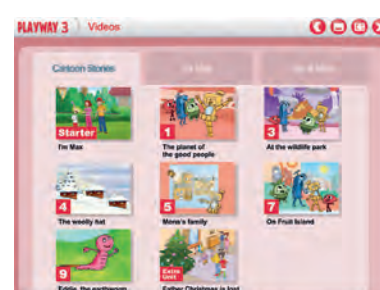 PLAYWAY 3 Videos
Cartoon Stories
Starter
I'm Max
1
The planet of
the good people
3
At the wildlife park
4
The woolly hat
5
Mona's family
7
On Fruit Island
9
Eddie, the earthworm
Extra
Unit
Father Christmas is lost